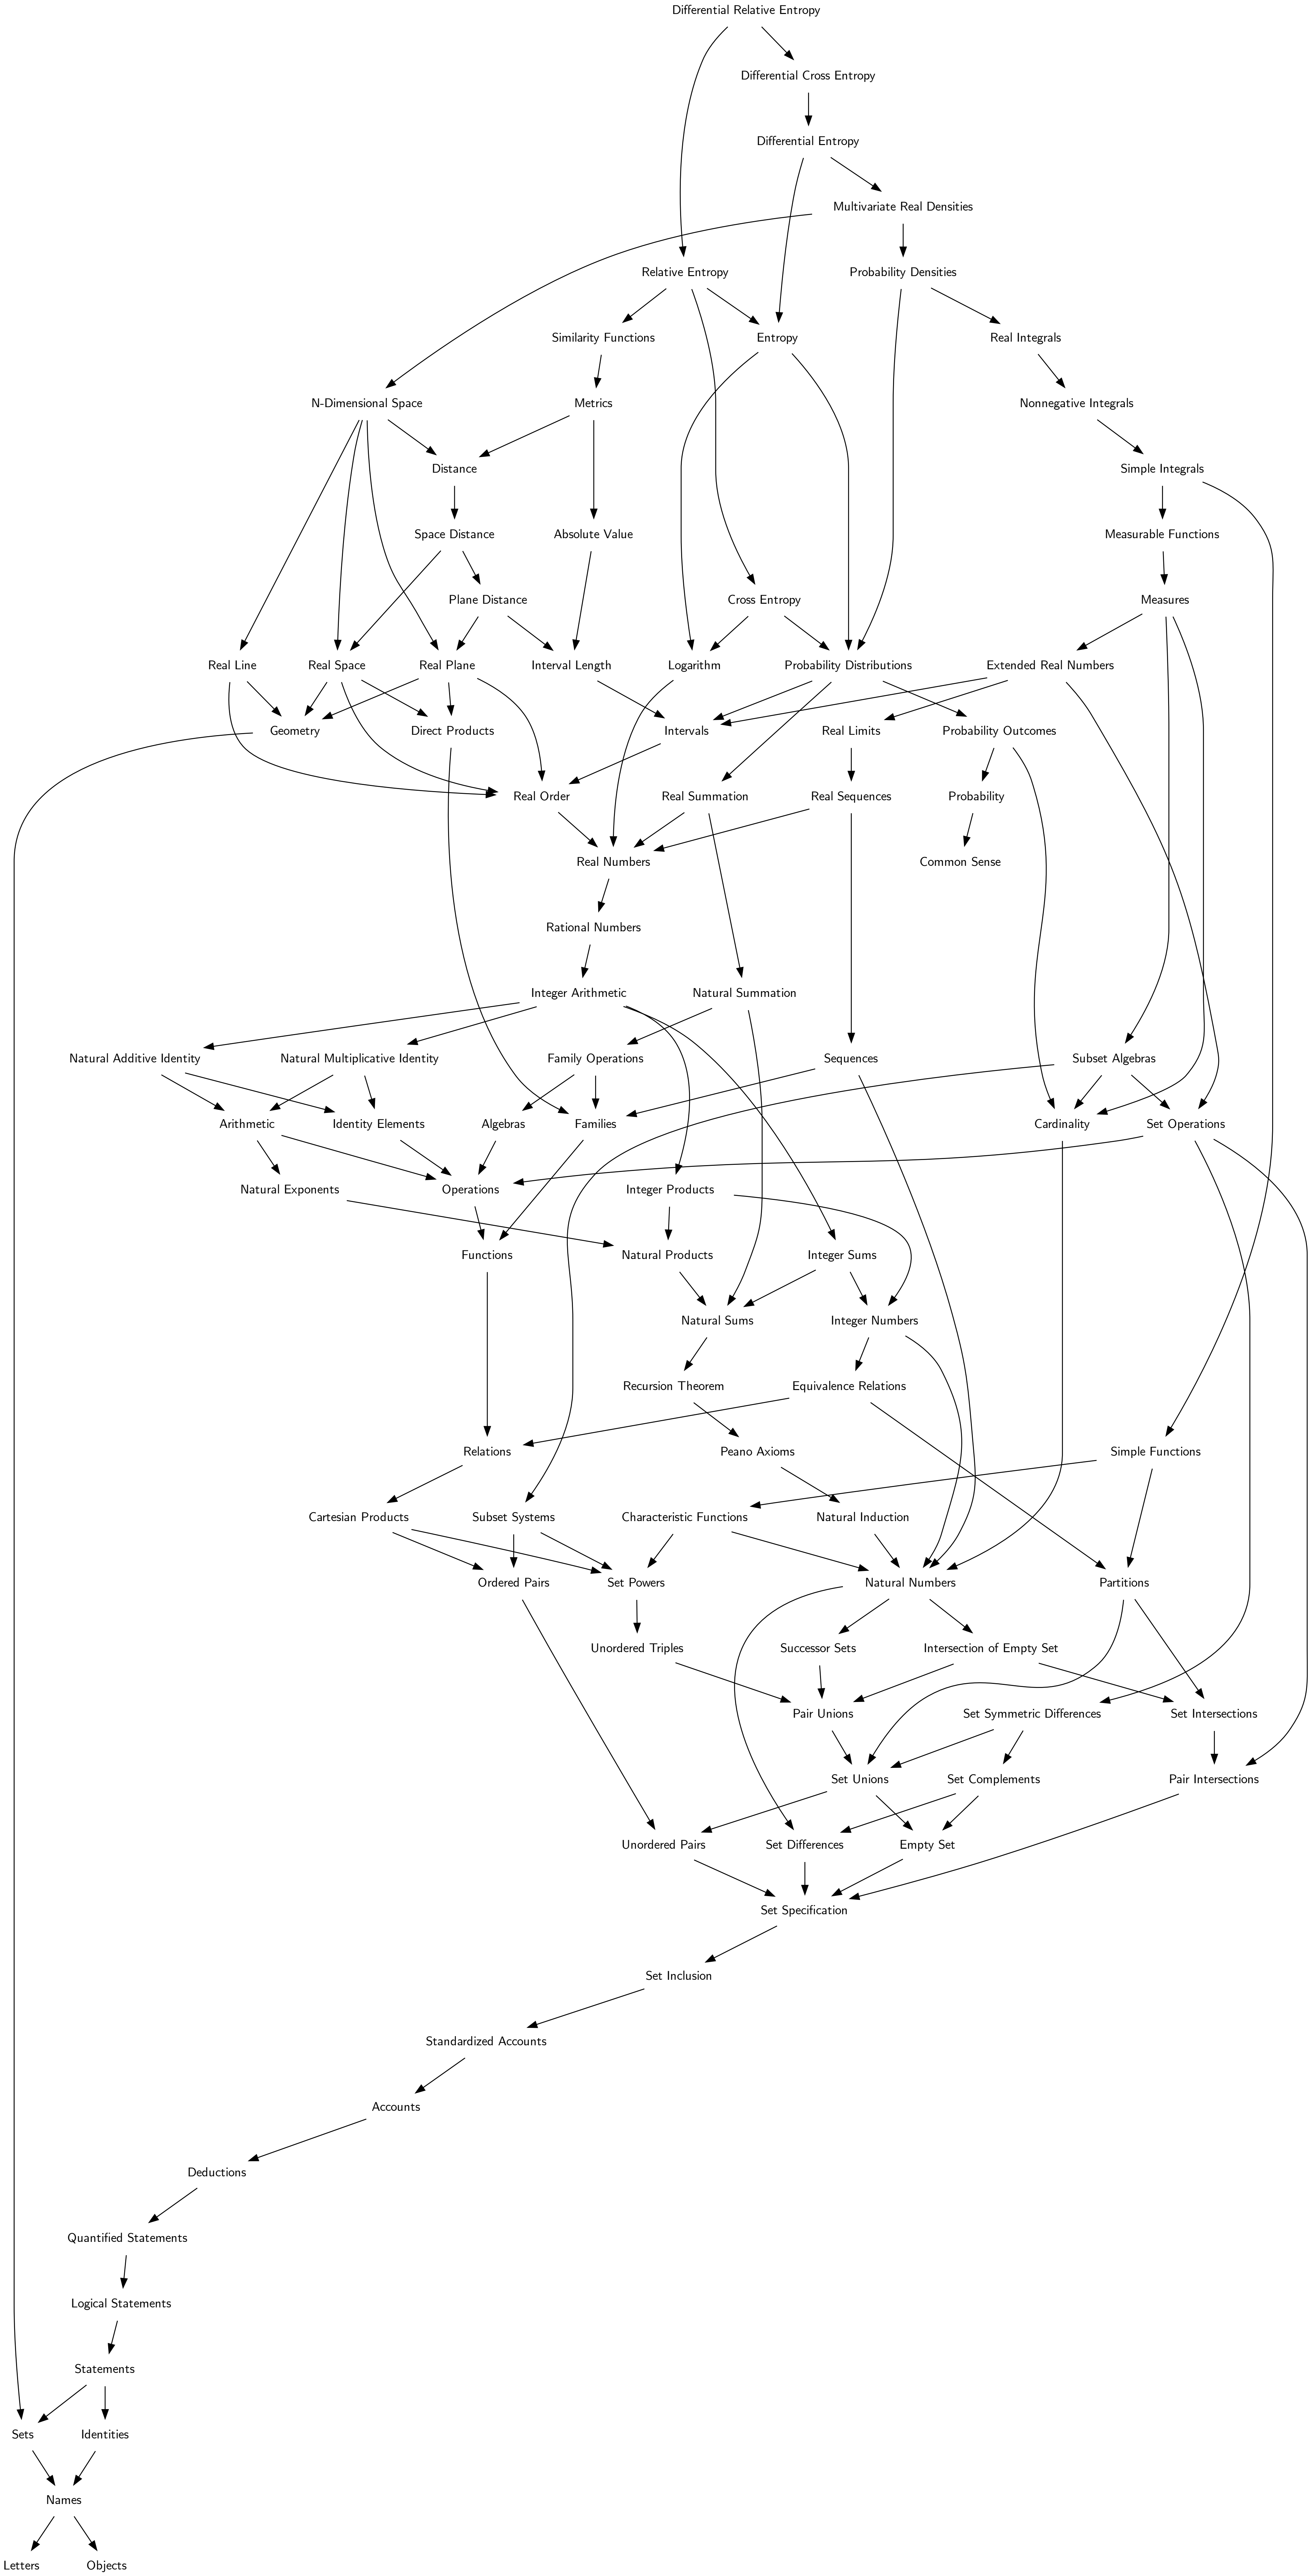 Differential Relative Entropy
Differential Cross Entropy
Differential Entropy
Multivariate Real Densities
Relative Entropy
Probability Densities
Similarity Functions
Entropy
Real Integrals
N-Dimensional Space
Metrics
Nonnegative Integrals
Distance
Simple Integrals
Space Distance
Absolute Value
Measurable Functions
Plane Distance
Cross Entropy
Measures
Real Line
Real Space
Real Plane
Interval Length
Logarithm
Probability Distributions
Extended Real Numbers
Geometry
Direct Products
Intervals
Real Limits
Probability Outcomes
Real Order
Real Summation
Real Sequences
Probability
Real Numbers
Common Sense
Rational Numbers
Integer Arithmetic
Natural Summation
Natural Additive Identity
Natural Multiplicative Identity
Family Operations
Sequences
Subset Algebras
Arithmetic
Identity Elements
Algebras
Families
Cardinality
Set Operations
Natural Exponents
Operations
Integer Products
Functions
Natural Products
Integer Sums
Natural Sums
Integer Numbers
Recursion Theorem
Equivalence Relations
Relations
Peano Axioms
Simple Functions
Cartesian Products
Subset Systems
Characteristic Functions
Natural Induction
Ordered Pairs
Set Powers
Natural Numbers
Partitions
Unordered Triples
Successor Sets
Intersection of Empty Set
Pair Unions
Set Symmetric Differences
Set Intersections
Set Unions
Set Complements
Pair Intersections
Unordered Pairs
Set Differences
Empty Set
Set Specification
Set Inclusion
Standardized Accounts
Accounts
Deductions
Quantified Statements
Logical Statements
Statements
Sets
Identities
Names
Letters
Objects